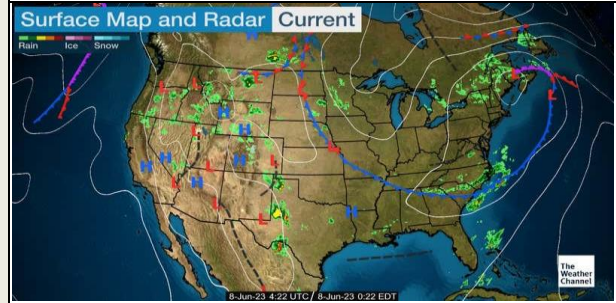 Surface Map and Radar Current
Rain Ice Snow
H
L
L
L
L
L
H
L
H
L
L
H
H
H
L
L
L
H
L
H
L
L
The
Weather
Channel
8-Jun-23 4:22 UTC / 8-Jun-23 0:22 EDT